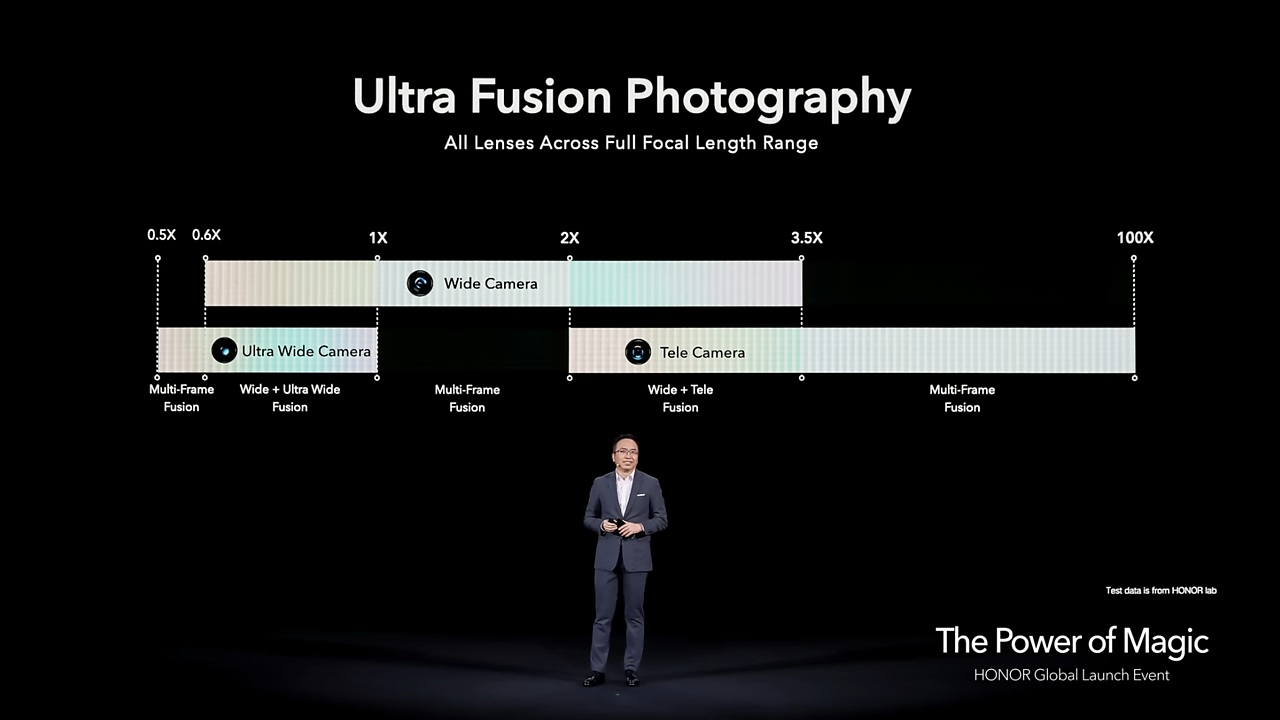 Ultra Fusion Photography
All Lenses Across Full Focal Length Range
0.5X 0.6X 1X 2X 3.5X 100X
Wide Camera
Ultra Wide Camera Tele Camera
Multi-Frame Wide + Ultra Wide Multi-Frame Wide + Tele Multi-Frame
Fusion Fusion Fusion Fusion Fusion
Test data is from HONOR lab
The Power of Magic
HONOR Global Launch Event